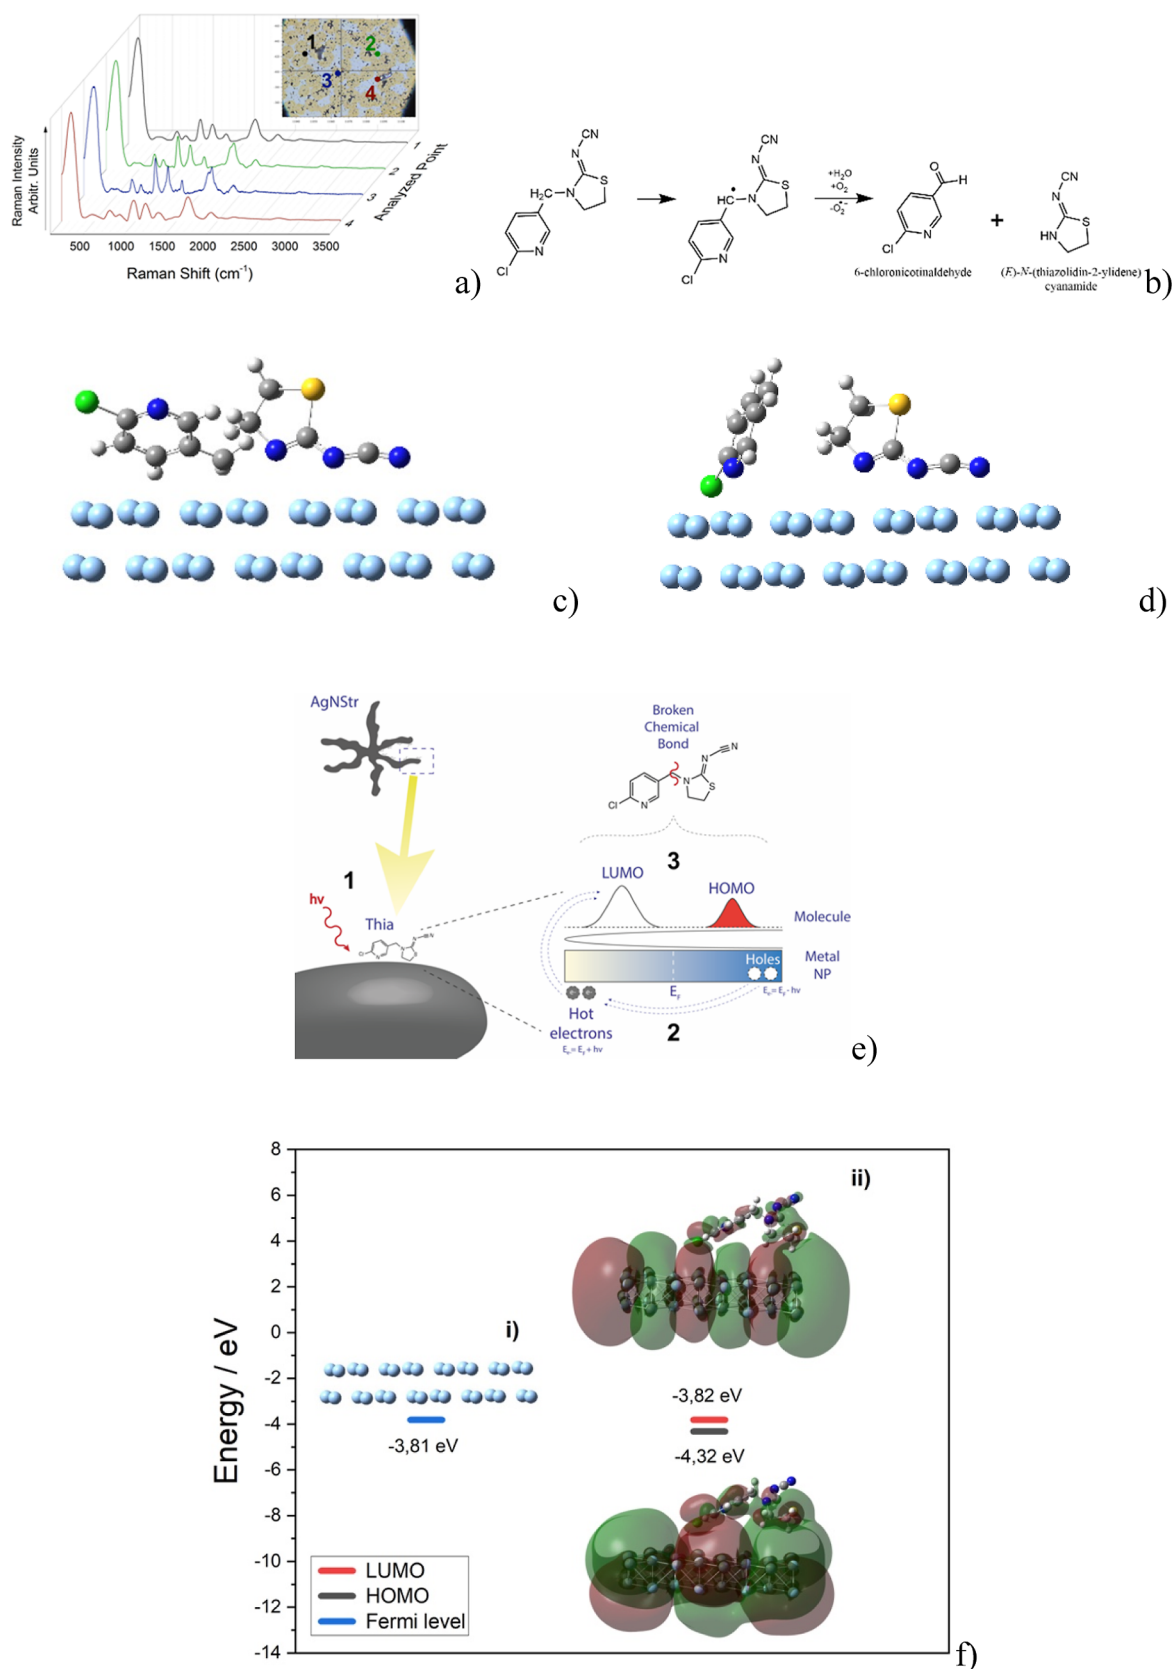 1
2
3
4
Raman Intensity
Arbitr. Units
1
2
3
4
Analyzed Point
500 1000 1500 2000 2500 3000 3500
Raman Shift (cm⁻¹)
a)
CN
N
S
H₂C
N
N
Cl
CN
N
S
HC•
N
N
Cl
+H₂O
+O₂
-O₂•⁻
O
H
N
Cl
6-chloronicotinaldehyde
+
CN
N
S
HN
(E)-N-(thiazolidin-2-ylidene)
cyanamide
b)
c)
d)
AgNStr
1
hν
Thia
Broken
Chemical
Bond
N
N
S
N
N
Cl
3
LUMO
HOMO
Molecule
Holes
Metal
NP
E_F
Eₕ= E_F- hν
Hot
electrons
2
e)
8
6
4
2
0
-2
-4
-6
-8
-10
-12
-14
Energy / eV
i)
-3,81 eV
ii)
-3,82 eV
-4,32 eV
LUMO
HOMO
Fermi level
f)